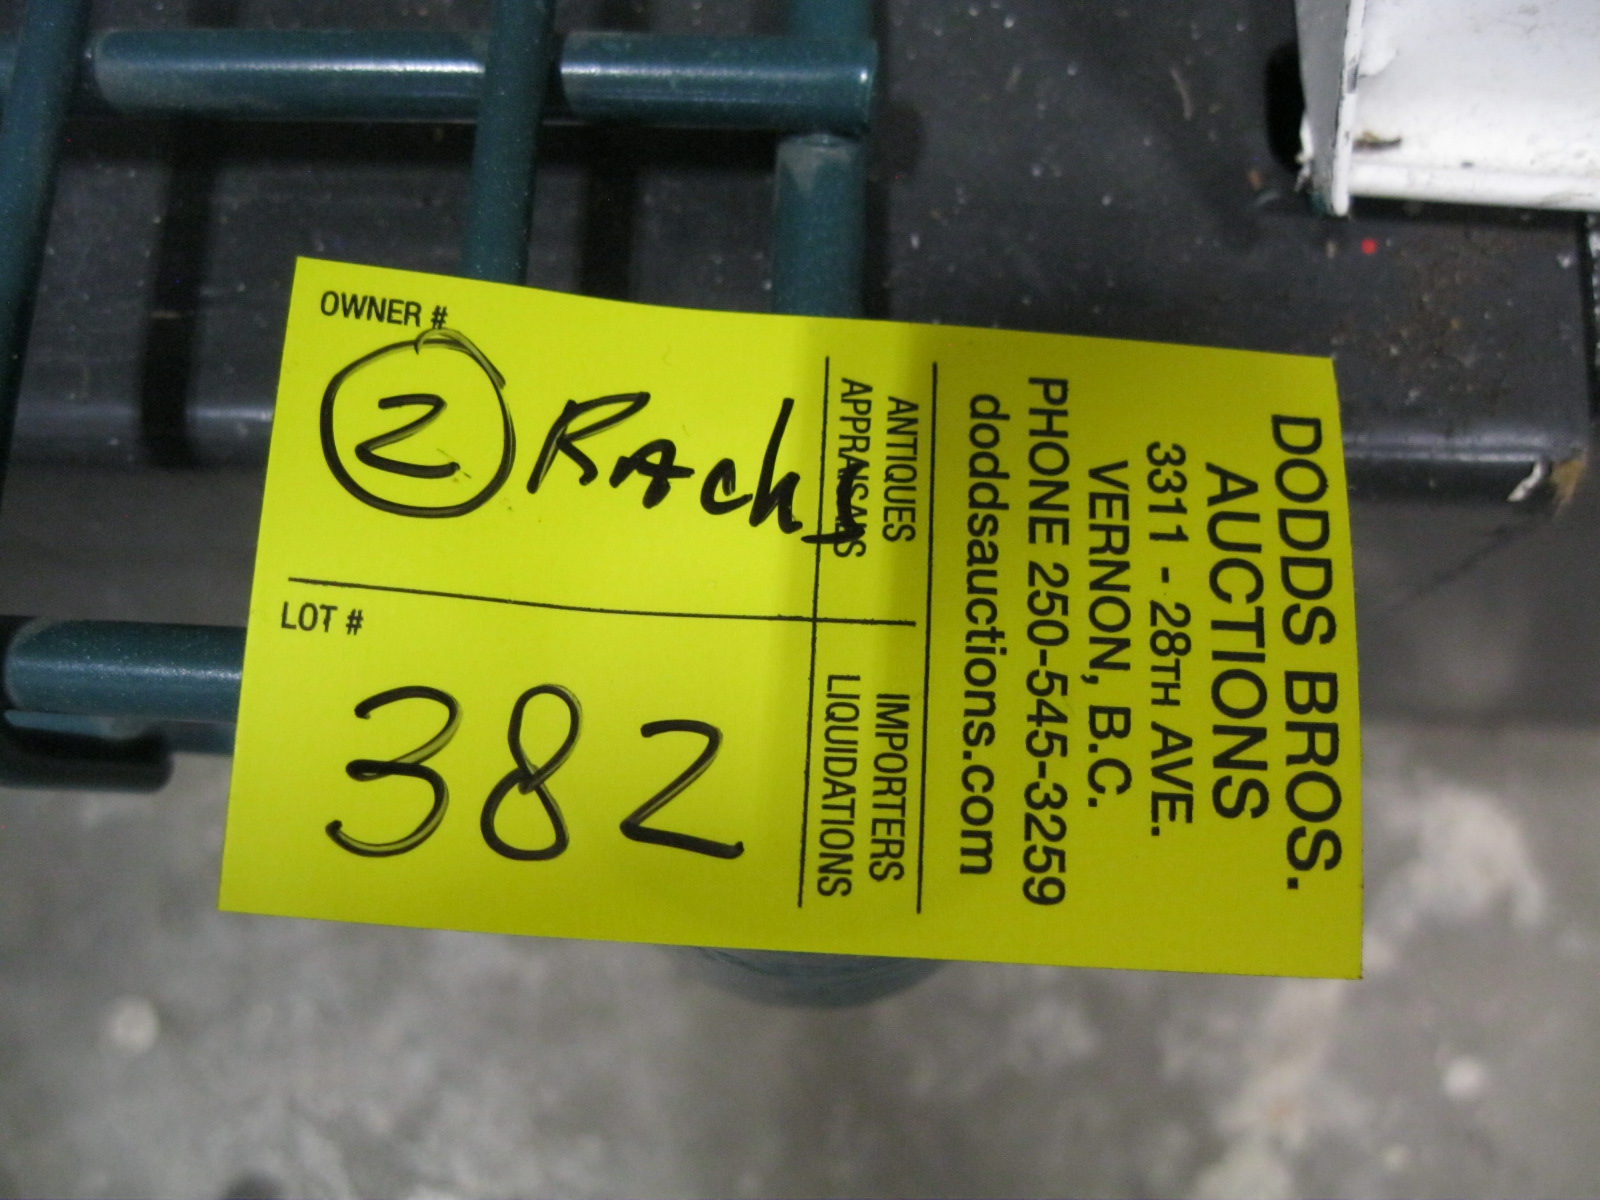 OWNER #
2 Racks
LOT #
382
ANTIQUES
APPRAISALS
IMPORTERS
LIQUIDATIONS
DODDS BROS.
AUCTIONS
3311 - 28TH AVE.
VERNON, B.C.
PHONE 250-545-3259
doddsauctions.com